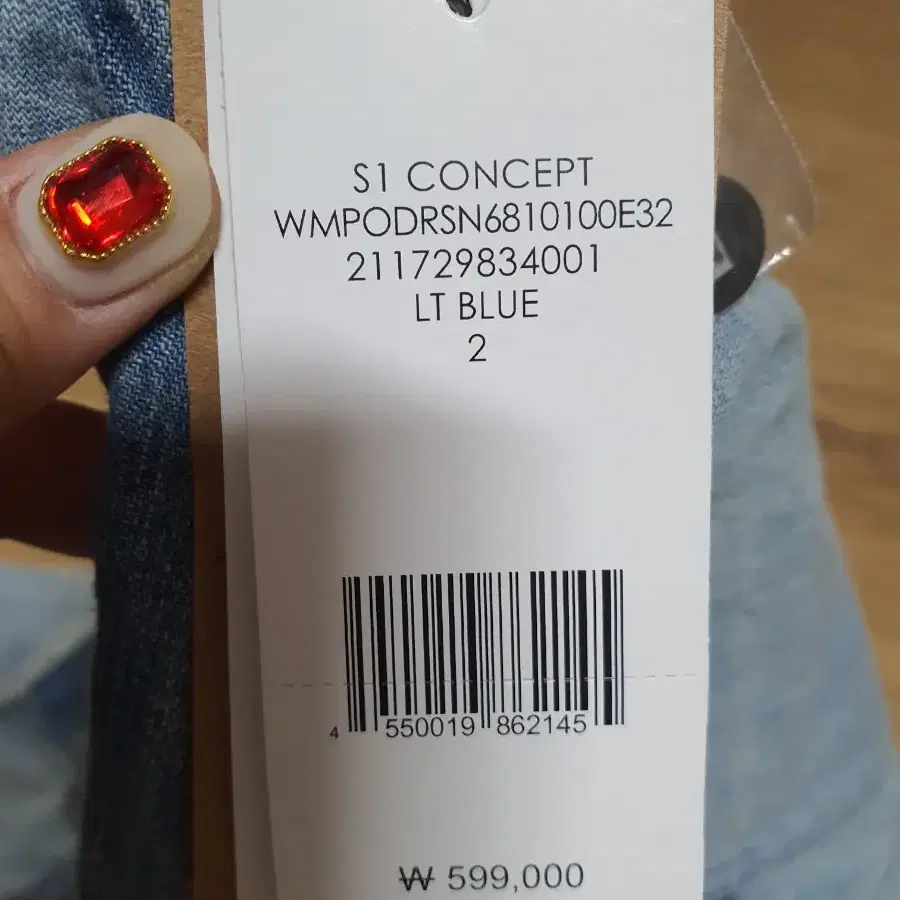 S1 CONCEPT
WMPODRSN6810100E32
211729834001
LT BLUE
2
4 550019 862145
₩ 599,000